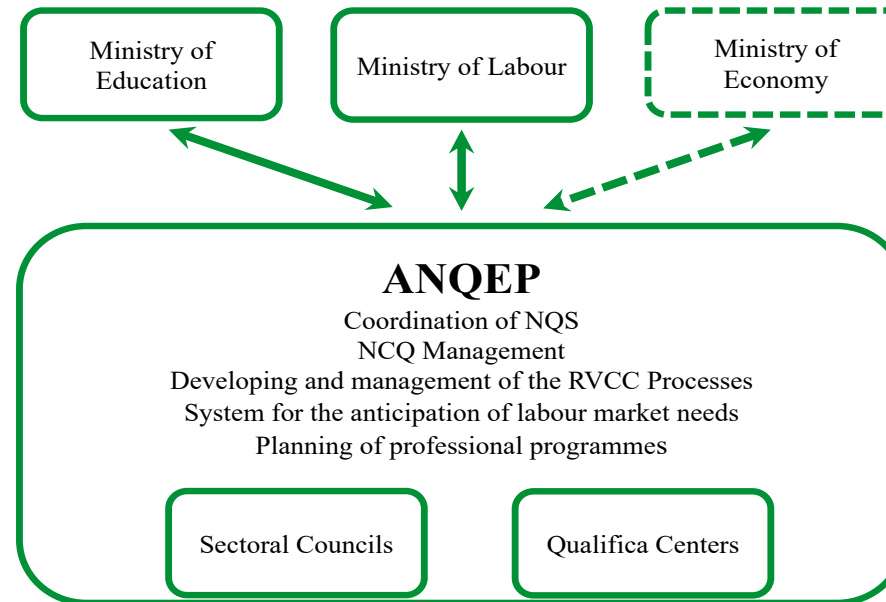 Ministry of
Education
Ministry of Labour
Ministry of
Economy
ANQEP
Coordination of NQS
NCQ Management
Developing and management of the RVCC Processes
System for the anticipation of labour market needs
Planning of professional programmes
Sectoral Councils
Qualifica Centers